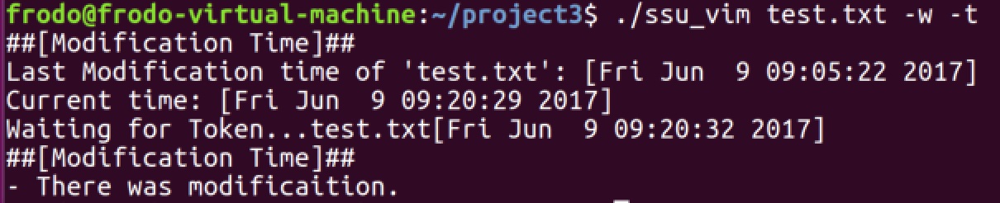 frodo@frodo-virtual-machine:~/project3$ ./ssu_vim test.txt -w -t
##[Modification Time]##
Last Modification time of 'test.txt': [Fri Jun  9 09:05:22 2017]
Current time: [Fri Jun  9 09:20:29 2017]
Waiting for Token...test.txt[Fri Jun  9 09:20:32 2017]
##[Modification Time]##
- There was modificaition.